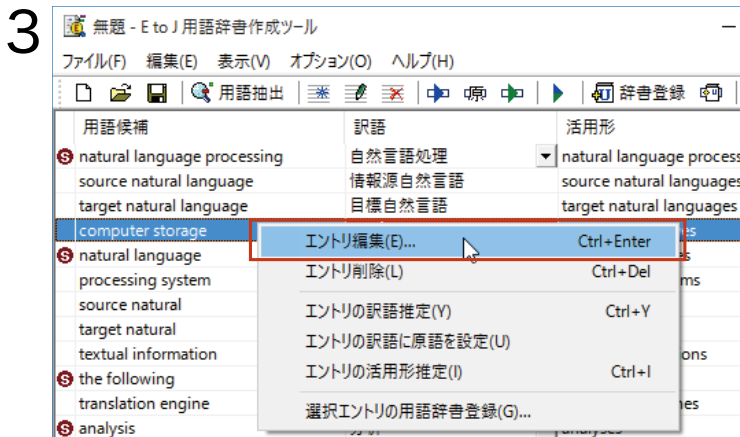 3
無題 - E to J 用語辞書作成ツール
ファイル(F) 編集(E) 表示(V) オプション(O) ヘルプ(H)
用語抽出 原 辞書登録
用語候補 訳語 活用形
S natural language processing 自然言語処理 natural language process
source natural language 情報源自然言語 source natural languages
target natural language 目標自然言語 target natural languages
computer storage es
エントリ編集(E)... Ctrl+Enter
S natural language s
エントリ削除(L) Ctrl+Del
processing system ms
source natural エントリの訳語推定(Y) Ctrl+Y
target natural エントリの訳語に原語を設定(U)
textual information ons
S the following エントリの活用形推定(I) Ctrl+I
translation engine es
選択エントリの用語辞書登録(G)...
S analysis 分析 analyses